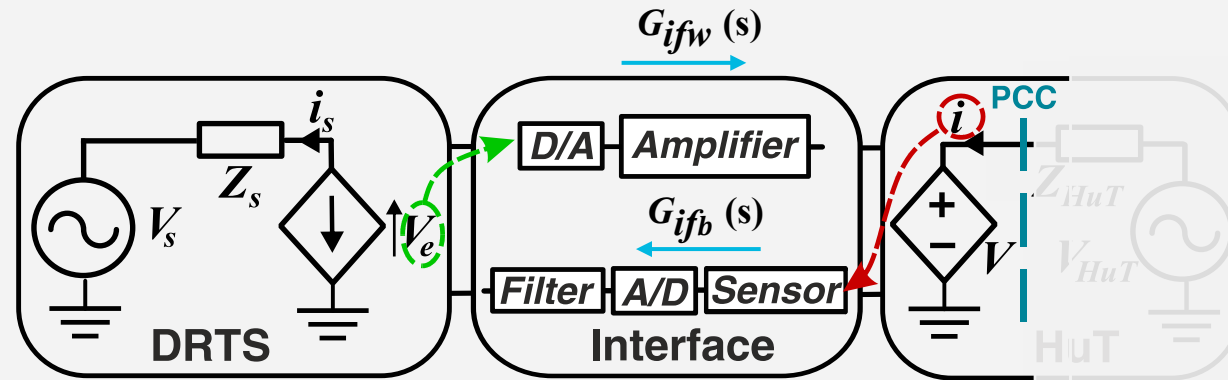 G_ifw (s)
PCC
i_s
i
D/A
Amplifier
Z_s
Z_HuT
G_ifb (s)
V_s
V_e
+
−
V
V_HuT
Filter
A/D
Sensor
DRTS
Interface
HuT